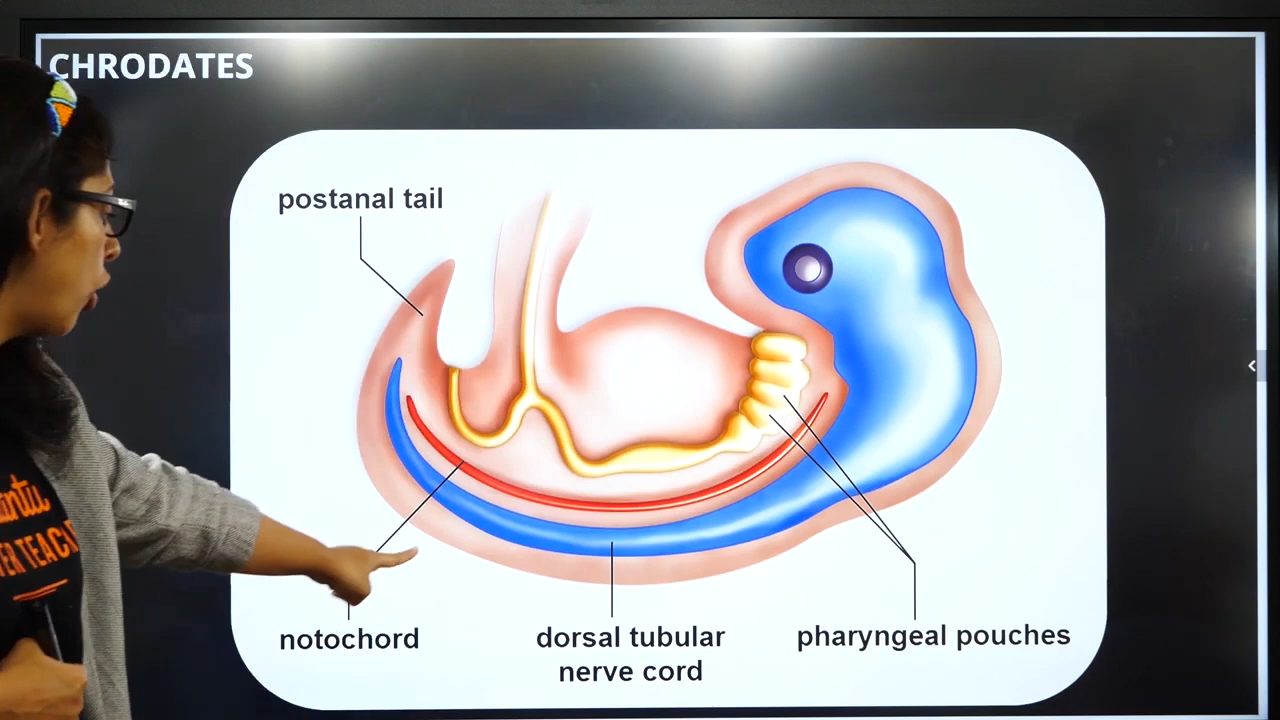 CHRODATES
postanal tail
notochord
dorsal tubular
nerve cord
pharyngeal pouches